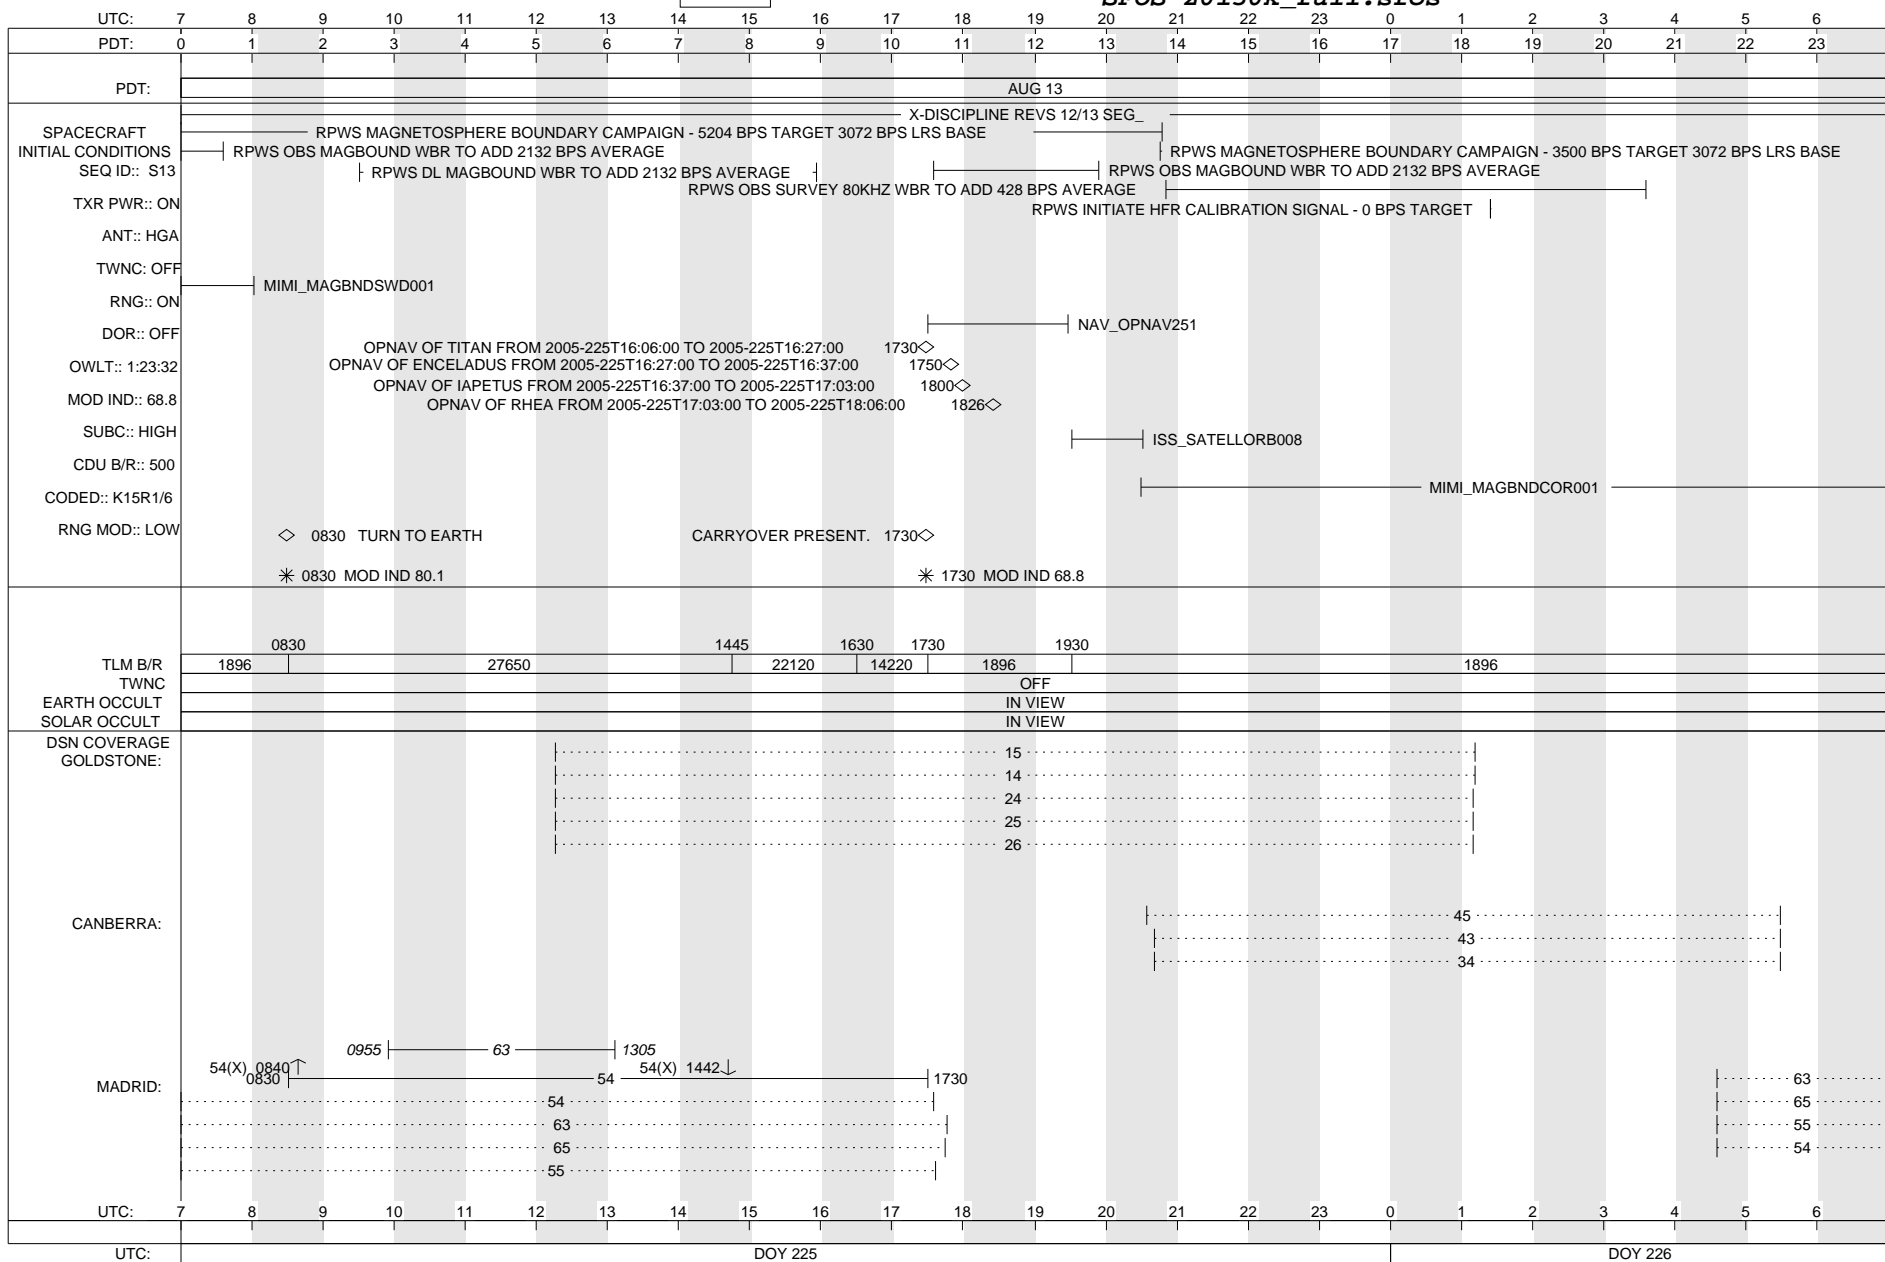 SFOS 20150K_full.sfos
UTC: 7 8 9 10 11 12 13 14 15 16 17 18 19 20 21 22 23 0 1 2 3 4 5 6
PDT: 0 1 2 3 4 5 6 7 8 9 10 11 12 13 14 15 16 17 18 19 20 21 22 23
PDT: AUG 13
X-DISCIPLINE REVS 12/13 SEG_
SPACECRAFT RPWS MAGNETOSPHERE BOUNDARY CAMPAIGN - 5204 BPS TARGET 3072 BPS LRS BASE
INITIAL CONDITIONS RPWS OBS MAGBOUND WBR TO ADD 2132 BPS AVERAGE RPWS MAGNETOSPHERE BOUNDARY CAMPAIGN - 3500 BPS TARGET 3072 BPS LRS BASE
SEQ ID:: S13 RPWS DL MAGBOUND WBR TO ADD 2132 BPS AVERAGE RPWS OBS MAGBOUND WBR TO ADD 2132 BPS AVERAGE
RPWS OBS SURVEY 80KHZ WBR TO ADD 428 BPS AVERAGE
TXR PWR:: ON RPWS INITIATE HFR CALIBRATION SIGNAL - 0 BPS TARGET
ANT:: HGA
TWNC: OFF
MIMI_MAGBNDSWD001
RNG:: ON
NAV_OPNAV251
DOR:: OFF
OPNAV OF TITAN FROM 2005-225T16:06:00 TO 2005-225T16:27:00 1730
OWLT:: 1:23:32 OPNAV OF ENCELADUS FROM 2005-225T16:27:00 TO 2005-225T16:37:00 1750
OPNAV OF IAPETUS FROM 2005-225T16:37:00 TO 2005-225T17:03:00 1800
MOD IND:: 68.8 OPNAV OF RHEA FROM 2005-225T17:03:00 TO 2005-225T18:06:00 1826
SUBC:: HIGH ISS_SATELLORB008
CDU B/R:: 500
CODED:: K15R1/6 MIMI_MAGBNDCOR001
RNG MOD:: LOW 0830 TURN TO EARTH CARRYOVER PRESENT. 1730
0830 MOD IND 80.1 1730 MOD IND 68.8
0830 1445 1630 1730 1930
TLM B/R 1896 27650 22120 14220 1896 1896
TWNC OFF
EARTH OCCULT IN VIEW
SOLAR OCCULT IN VIEW
DSN COVERAGE
GOLDSTONE: 15
14
24
25
26
CANBERRA: 45
43
34
0955 63 1305
54(X) 0840 54(X) 1442
MADRID: 0830 54 1730 63
54 65
63 55
65 54
55
UTC: 7 8 9 10 11 12 13 14 15 16 17 18 19 20 21 22 23 0 1 2 3 4 5 6
UTC: DOY 225 DOY 226